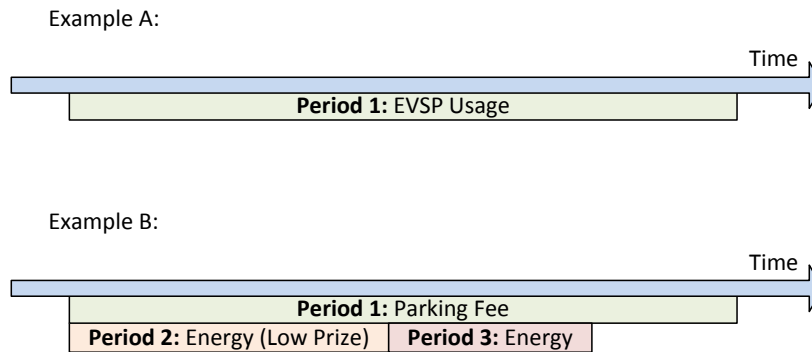 Example A:
Time
Period 1: EVSP Usage
Example B:
Time
Period 1: Parking Fee
Period 2: Energy (Low Prize) Period 3: Energy